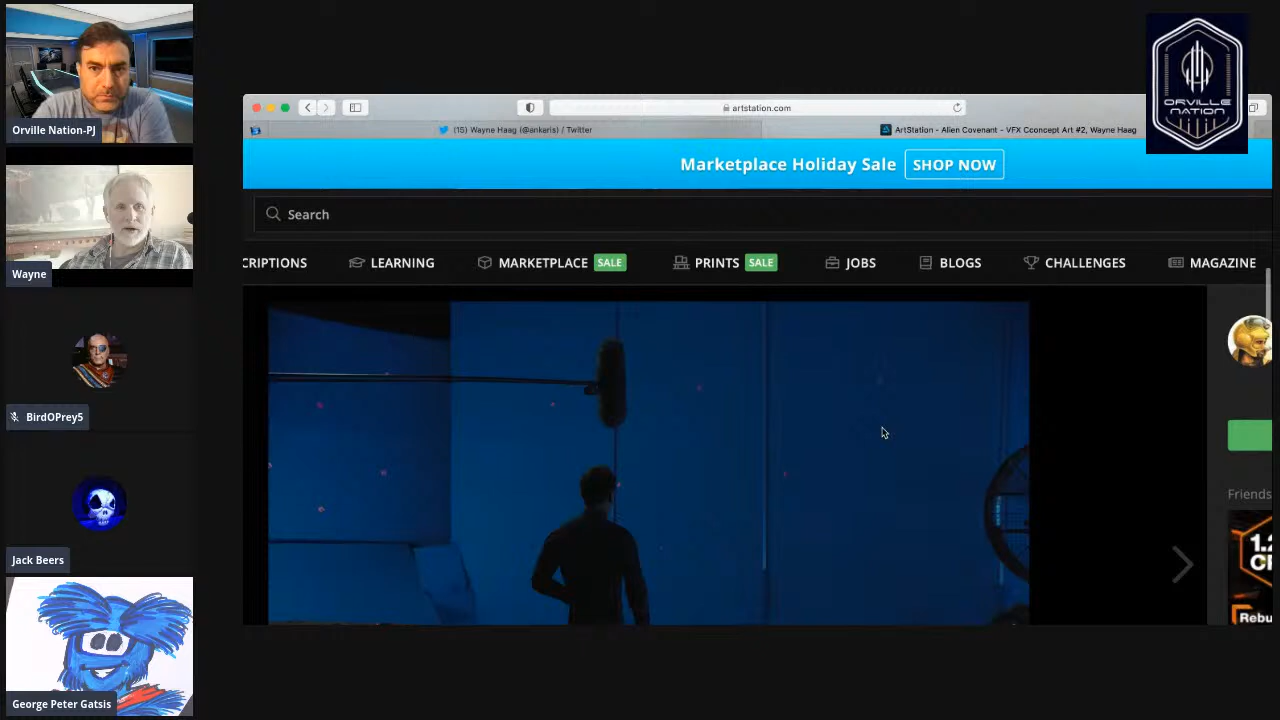 Orville Nation-PJ
Wayne
BirdOPrey5
Jack Beers
George Peter Gatsis
artstation.com
(15) Wayne Haag (@ankaris) / Twitter
ArtStation - Alien Covenant - VFX Cconcept Art #2, Wayne Haag
ORVILLE
NATION
Marketplace Holiday Sale SHOP NOW
Search
CRIPTIONS LEARNING MARKETPLACE SALE PRINTS SALE JOBS BLOGS CHALLENGES MAGAZINE
Friends
Rebu